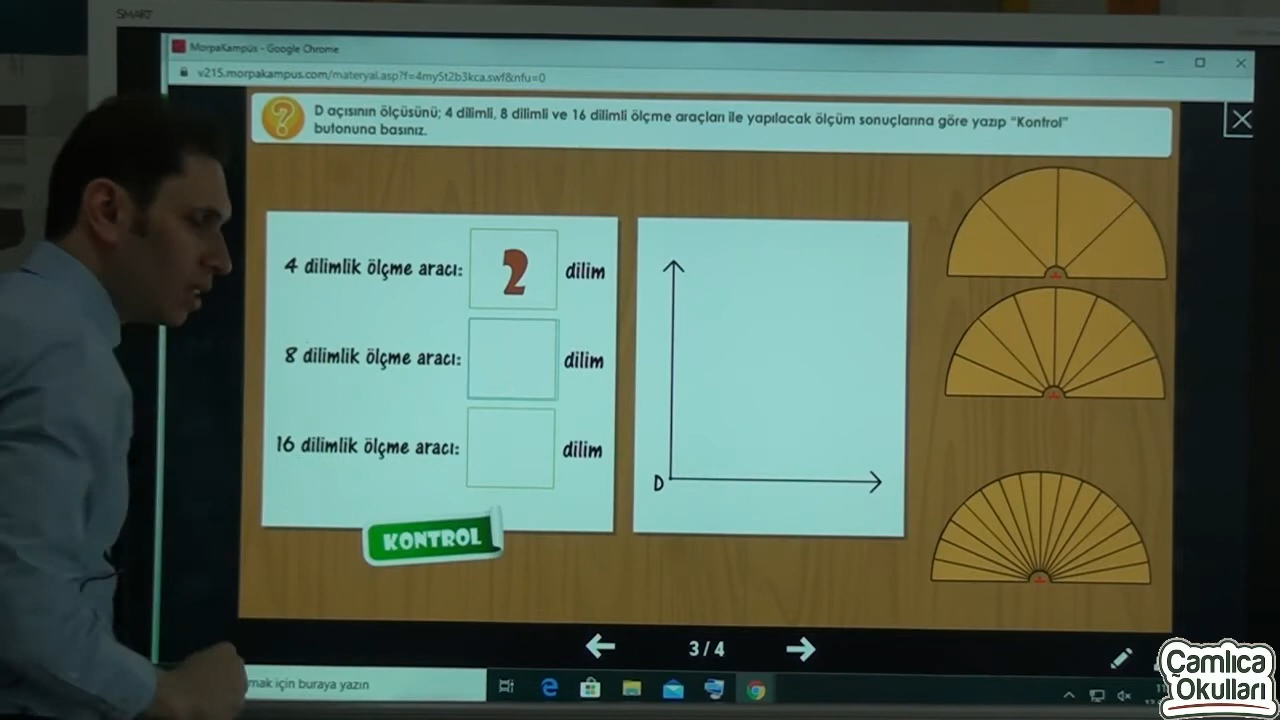 SMART
MorpaKampüs - Google Chrome
v215.morpakampus.com/materyal.asp?f=4my5t2b3kca.swf&nfu=0
D açısının ölçüsünü; 4 dilimli, 8 dilimli ve 16 dilimli ölçme araçları ile yapılacak ölçüm sonuçlarına göre yazıp “Kontrol”
butonuna basınız.
4 dilimlik ölçme aracı: 2 dilim
8 dilimlik ölçme aracı: dilim
16 dilimlik ölçme aracı: dilim
KONTROL
D
3 / 4
mak için buraya yazın
Çamlıca
Okulları